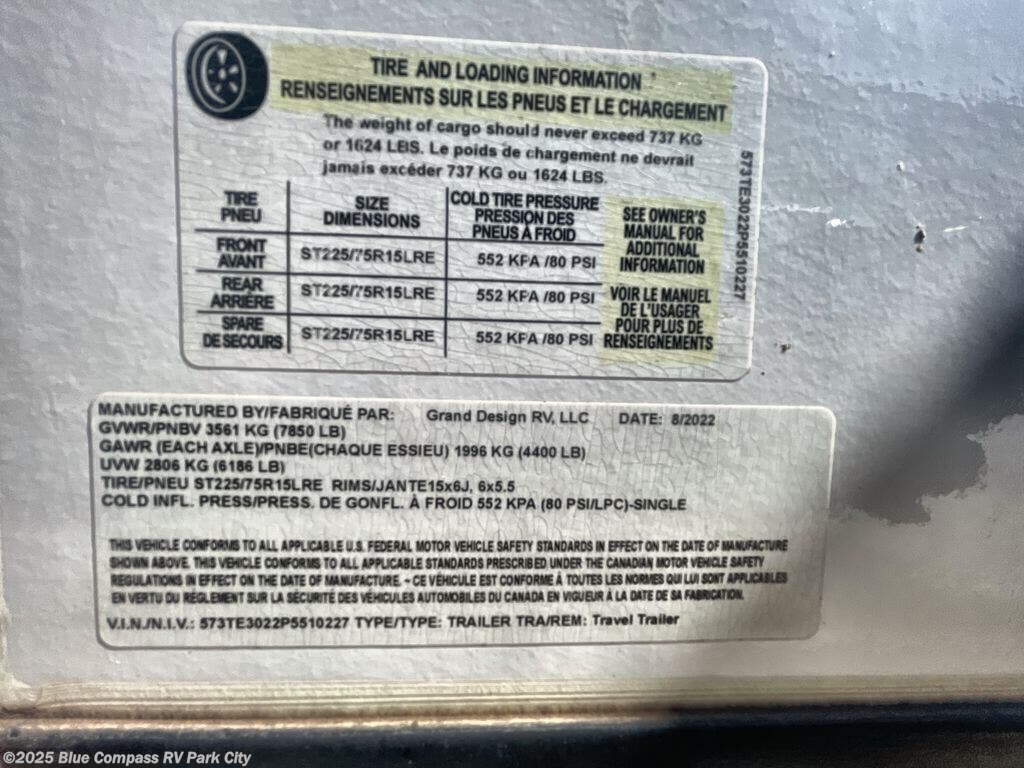 TIRE AND LOADING INFORMATION
RENSEIGNEMENTS SUR LES PNEUS ET LE CHARGEMENT
The weight of cargo should never exceed 737 KG
or 1624 LBS. Le poids de chargement ne devrait
jamais excéder 737 KG ou 1624 LBS.
TIRE PNEU
SIZE DIMENSIONS
COLD TIRE PRESSURE PRESSION DES PNEUS À FROID
SEE OWNER'S MANUAL FOR ADDITIONAL INFORMATION
FRONT AVANT
ST225/75R15LRE
552 KPA /80 PSI
REAR ARRIÈRE
ST225/75R15LRE
552 KPA /80 PSI
VOIR LE MANUEL DE L'USAGER POUR PLUS DE RENSEIGNEMENTS
SPARE DE SECOURS
ST225/75R15LRE
552 KPA /80 PSI
573TE3022P5510227
MANUFACTURED BY/FABRIQUÉ PAR: Grand Design RV, LLC DATE: 8/2022
GVWR/PNBV 3561 KG (7850 LB)
GAWR (EACH AXLE)/PNBE(CHAQUE ESSIEU) 1996 KG (4400 LB)
UVW 2806 KG (6186 LB)
TIRE/PNEU ST225/75R15LRE RIMS/JANTE15x6J, 6x5.5
COLD INFL. PRESS/PRESS. DE GONFL. À FROID 552 KPA (80 PSI/LPC)-SINGLE
THIS VEHICLE CONFORMS TO ALL APPLICABLE U.S. FEDERAL MOTOR VEHICLE SAFETY STANDARDS IN EFFECT ON THE DATE OF MANUFACTURE
SHOWN ABOVE. THIS VEHICLE CONFORMS TO ALL APPLICABLE STANDARDS PRESCRIBED UNDER THE CANADIAN MOTOR VEHICLE SAFETY
REGULATIONS IN EFFECT ON THE DATE OF MANUFACTURE. - CE VÉHICULE EST CONFORME À TOUTES LES NORMES QUI LUI SONT APPLICABLES
EN VERTU DU RÈGLEMENT SUR LA SÉCURITÉ DES VÉHICULES AUTOMOBILES DU CANADA EN VIGUEUR À LA DATE DE SA FABRICATION.
V.I.N./N.I.V.: 573TE3022P5510227 TYPE/TYPE: TRAILER TRA/REM: Travel Trailer
©2025 Blue Compass RV Park City